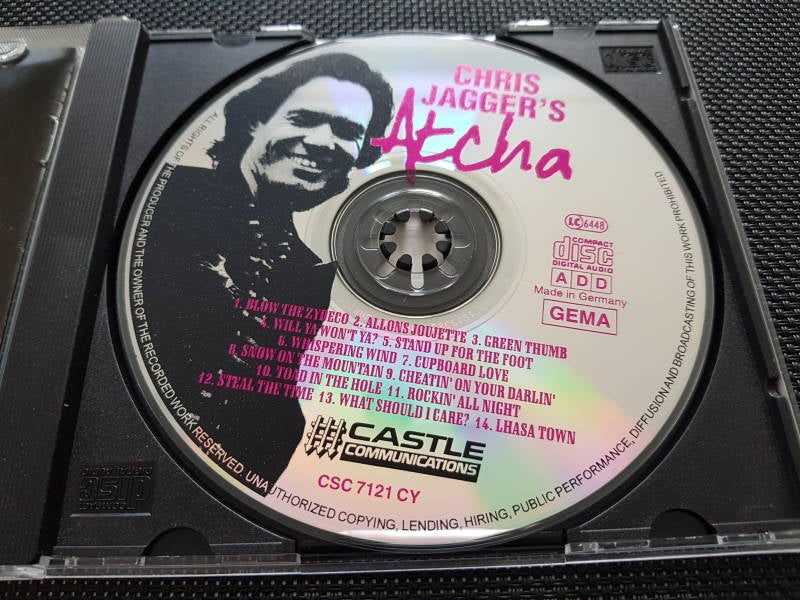 CHRIS
JAGGER'S
Atcha
LC 6448
COMPACT
disc
DIGITAL AUDIO
ADD
Made in Germany
GEMA
1. BLOW THE ZYDECO 2. ALLONS JOUJETTE 3. GREEN THUMB
4. WILL YA WON'T YA? 5. STAND UP FOR THE FOOT
6. WHISPERING WIND 7. CUPBOARD LOVE
8. SNOW ON THE MOUNTAIN 9. CHEATIN' ON YOUR DARLIN'
10. TOAD IN THE HOLE 11. ROCKIN' ALL NIGHT
12. STEAL THE TIME 13. WHAT SHOULD I CARE? 14. LHASA TOWN
CASTLE
COMMUNICATIONS
CSC 7121 CY
ALL RIGHTS OF THE PRODUCER AND THE OWNER OF THE RECORDED WORK RESERVED. UNAUTHORIZED COPYING, LENDING, HIRING, PUBLIC PERFORMANCE, DIFFUSION AND BROADCASTING OF THIS WORK PROHIBITED